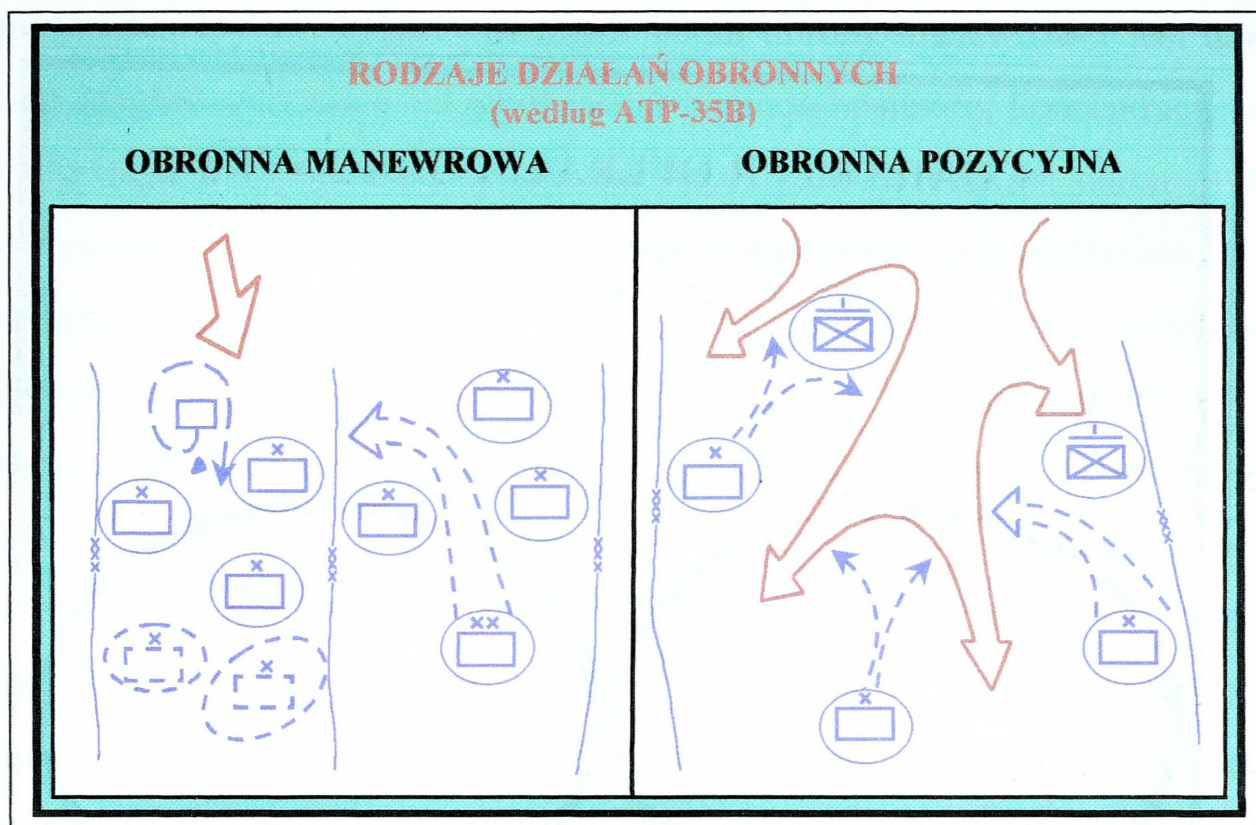 RODZAJE DZIAŁAŃ OBRONNYCH
(według ATP-35B)
OBRONNA MANEWROWA
OBRONNA POZYCYJNA